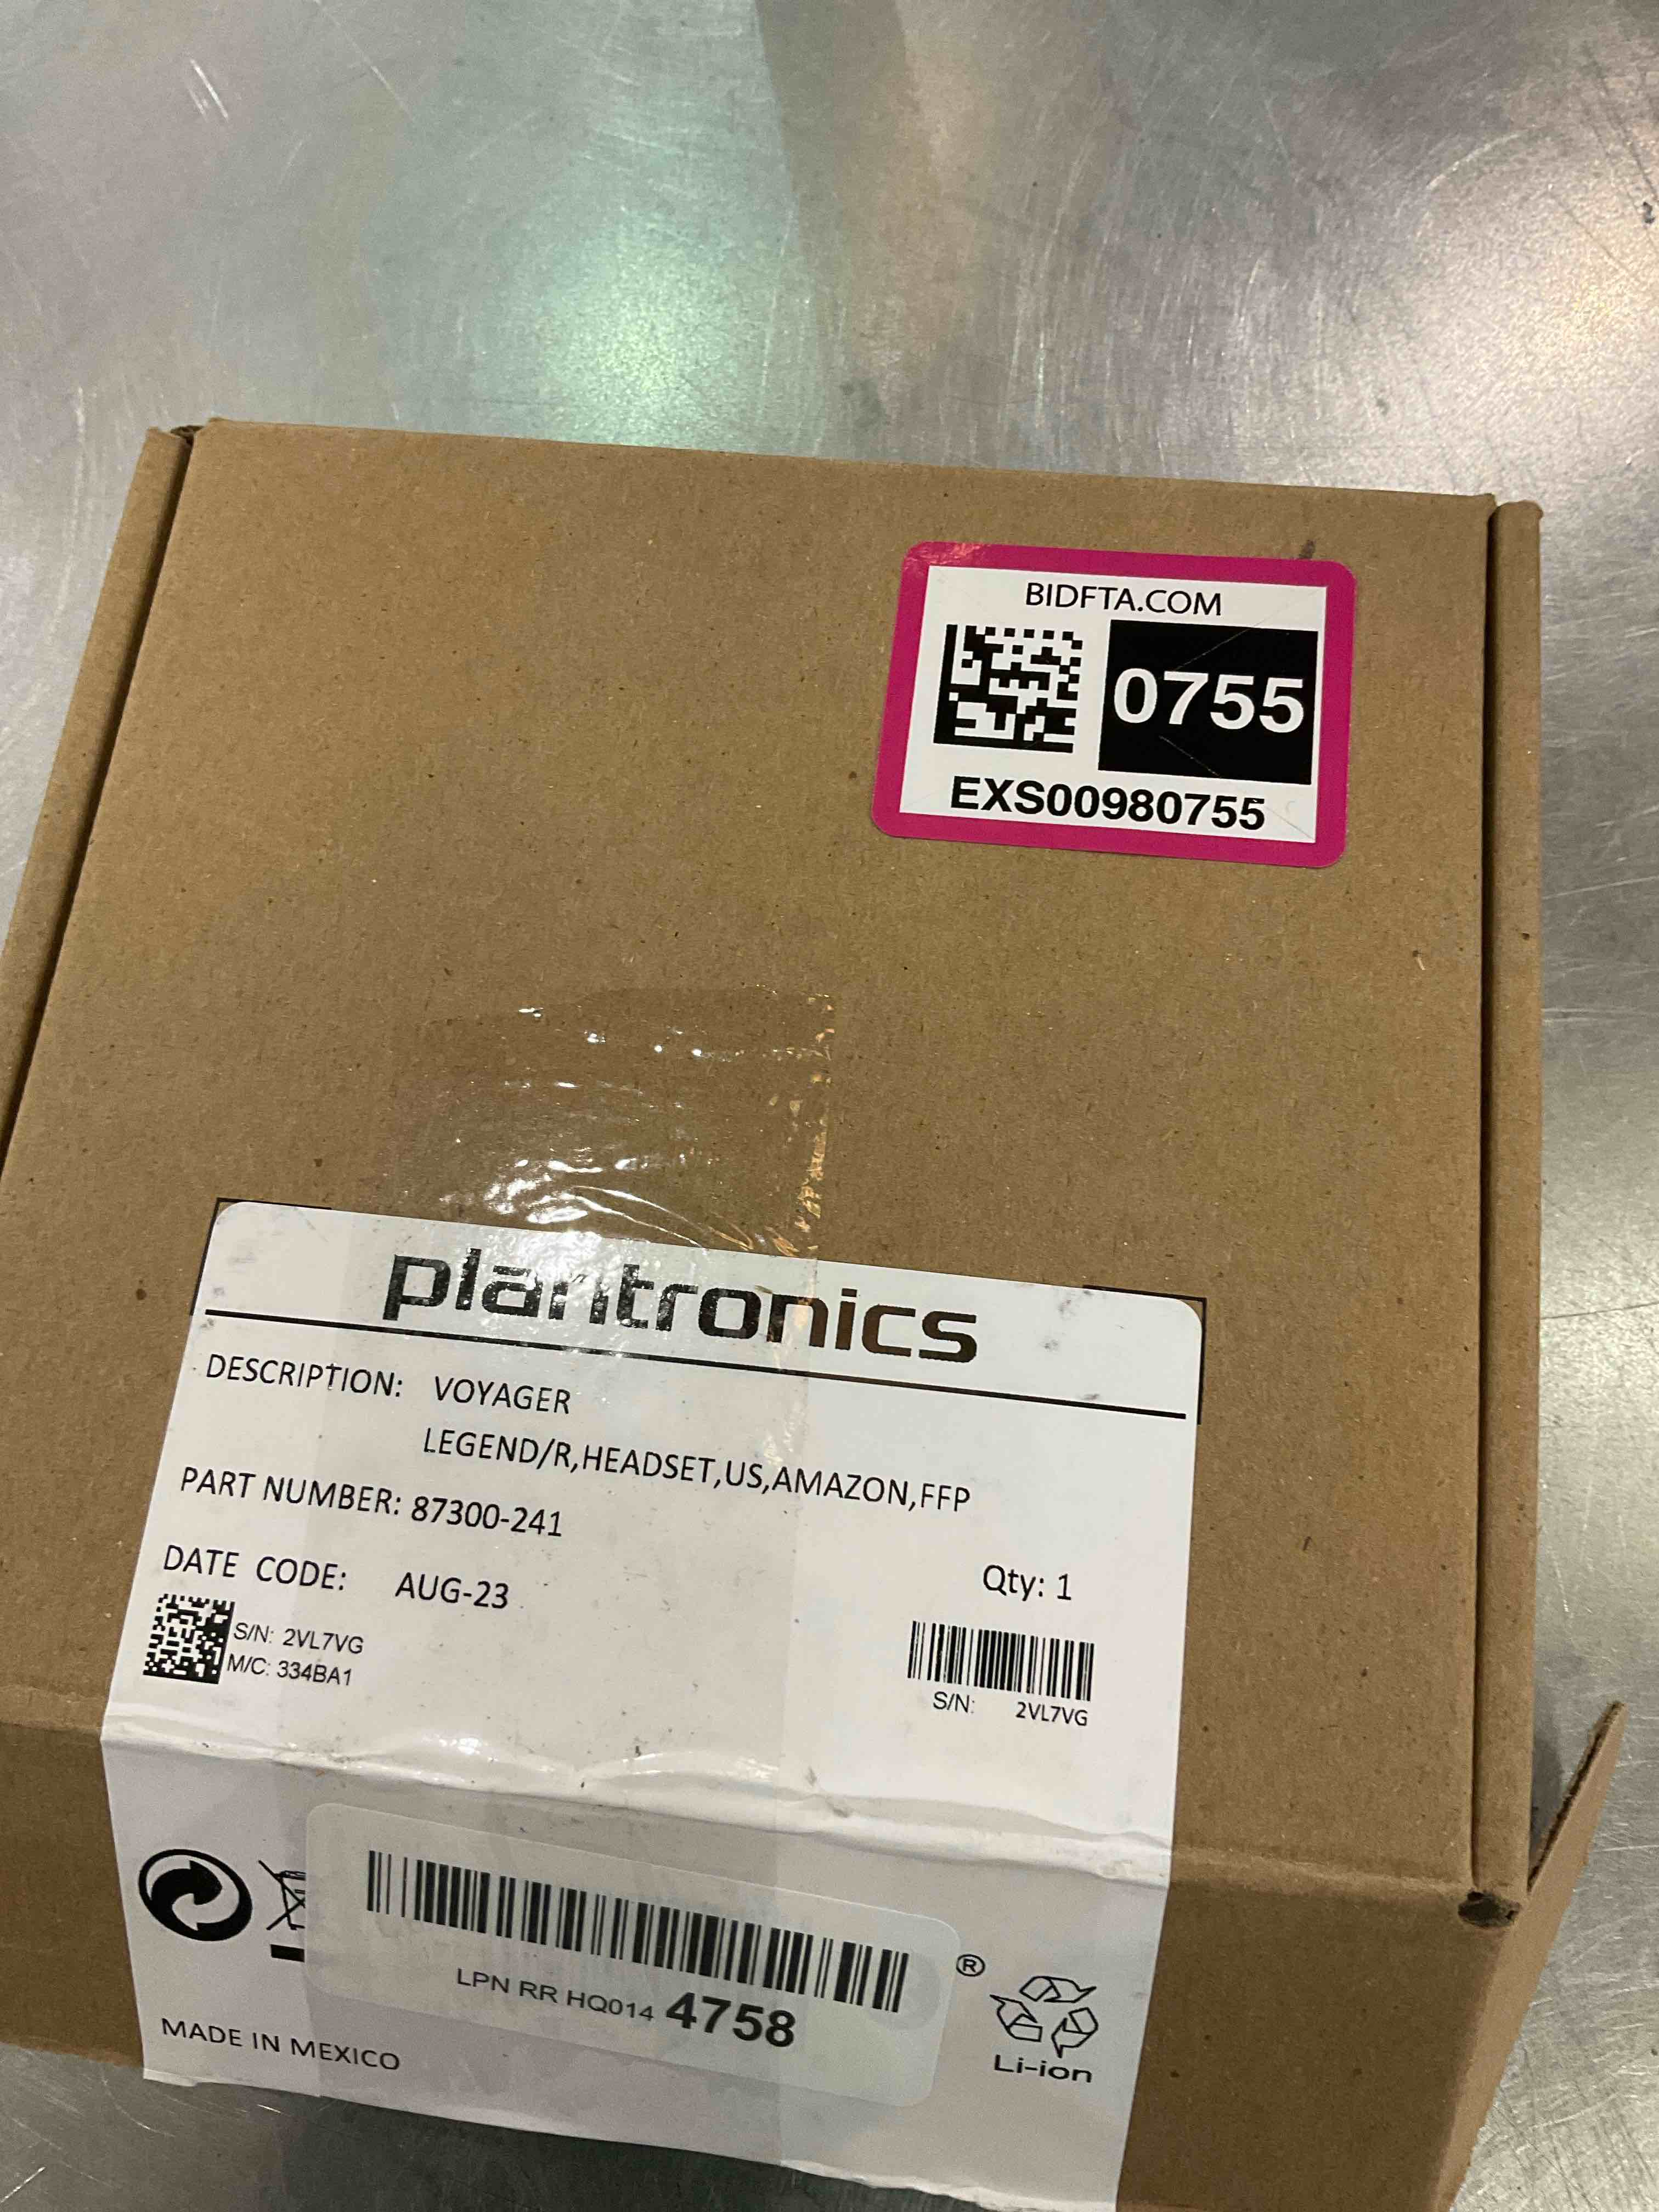 BIDFTA.COM
0755
EXS00980755
plantronics
DESCRIPTION: VOYAGER
LEGEND/R,HEADSET,US,AMAZON,FFP
PART NUMBER: 87300-241
DATE CODE: AUG-23
Qty: 1
S/N: 2VL7VG
M/C: 334BA1
S/N: 2VL7VG
LPN RR HQ014 4758
®
Li-ion
MADE IN MEXICO